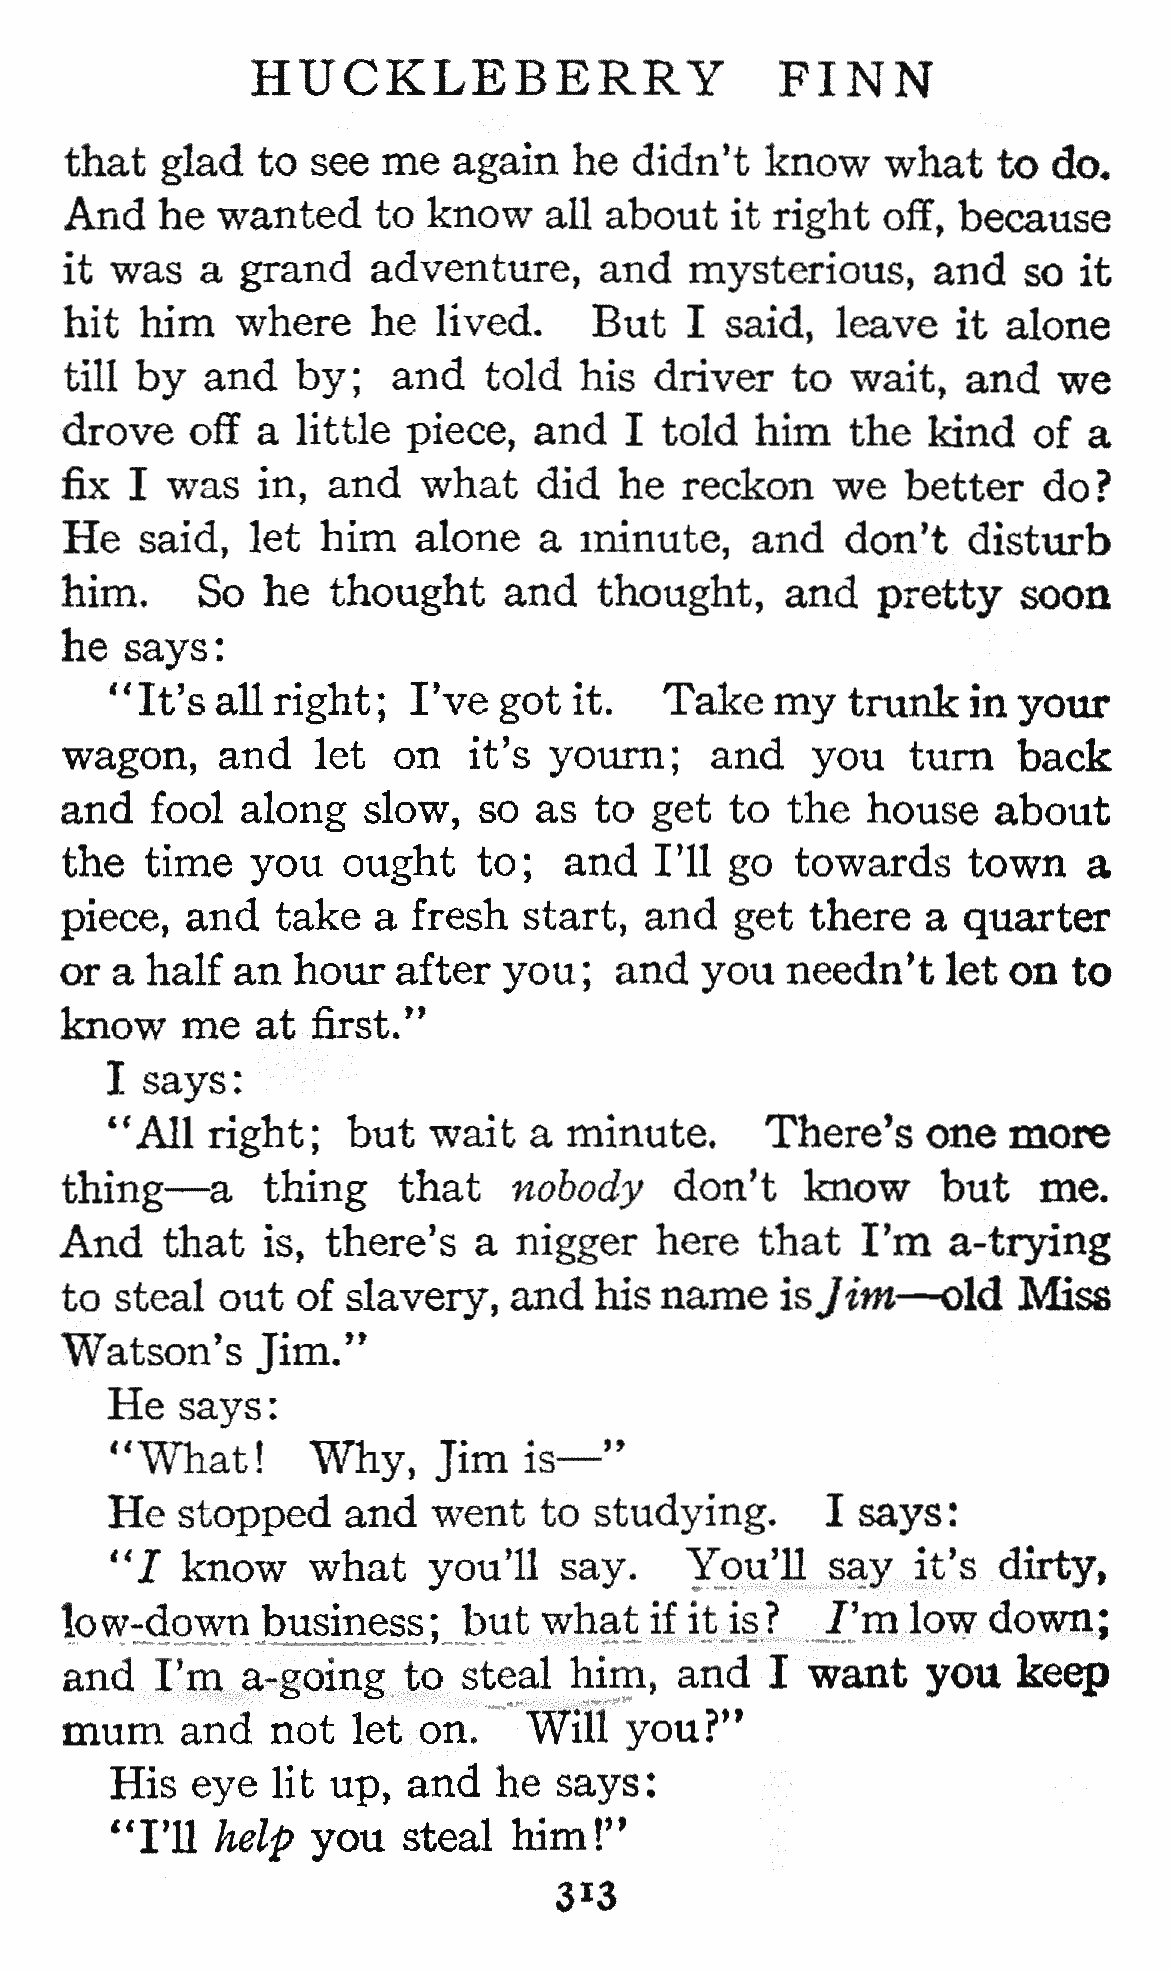 HUCKLEBERRY FINN
that glad to see me again he didn't know what to do.
And he wanted to know all about it right off, because
it was a grand adventure, and mysterious, and so it
hit him where he lived. But I said, leave it alone
till by and by; and told his driver to wait, and we
drove off a little piece, and I told him the kind of a
fix I was in, and what did he reckon we better do?
He said, let him alone a minute, and don't disturb
him. So he thought and thought, and pretty soon
he says:
"It's all right; I've got it. Take my trunk in your
wagon, and let on it's yourn; and you turn back
and fool along slow, so as to get to the house about
the time you ought to; and I'll go towards town a
piece, and take a fresh start, and get there a quarter
or a half an hour after you; and you needn't let on to
know me at first."
I says:
"All right; but wait a minute. There's one more
thing—a thing that nobody don't know but me.
And that is, there's a nigger here that I'm a-trying
to steal out of slavery, and his name is Jim—old Miss
Watson's Jim."
He says:
"What! Why, Jim is—"
He stopped and went to studying. I says:
"I know what you'll say. You'll say it's dirty,
low-down business; but what if it is? I'm low down;
and I'm a-going to steal him, and I want you keep
mum and not let on. Will you?"
His eye lit up, and he says:
"I'll help you steal him!"
313